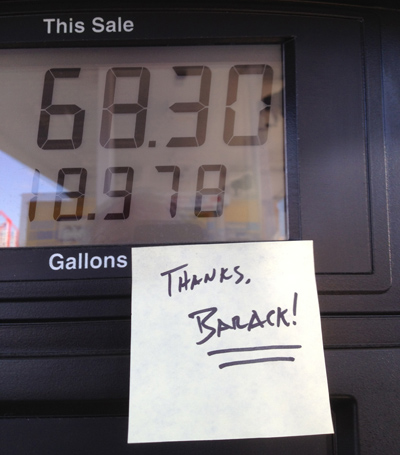 This Sale
68.30
18.978
Gallons
THANKS,
BARACK!